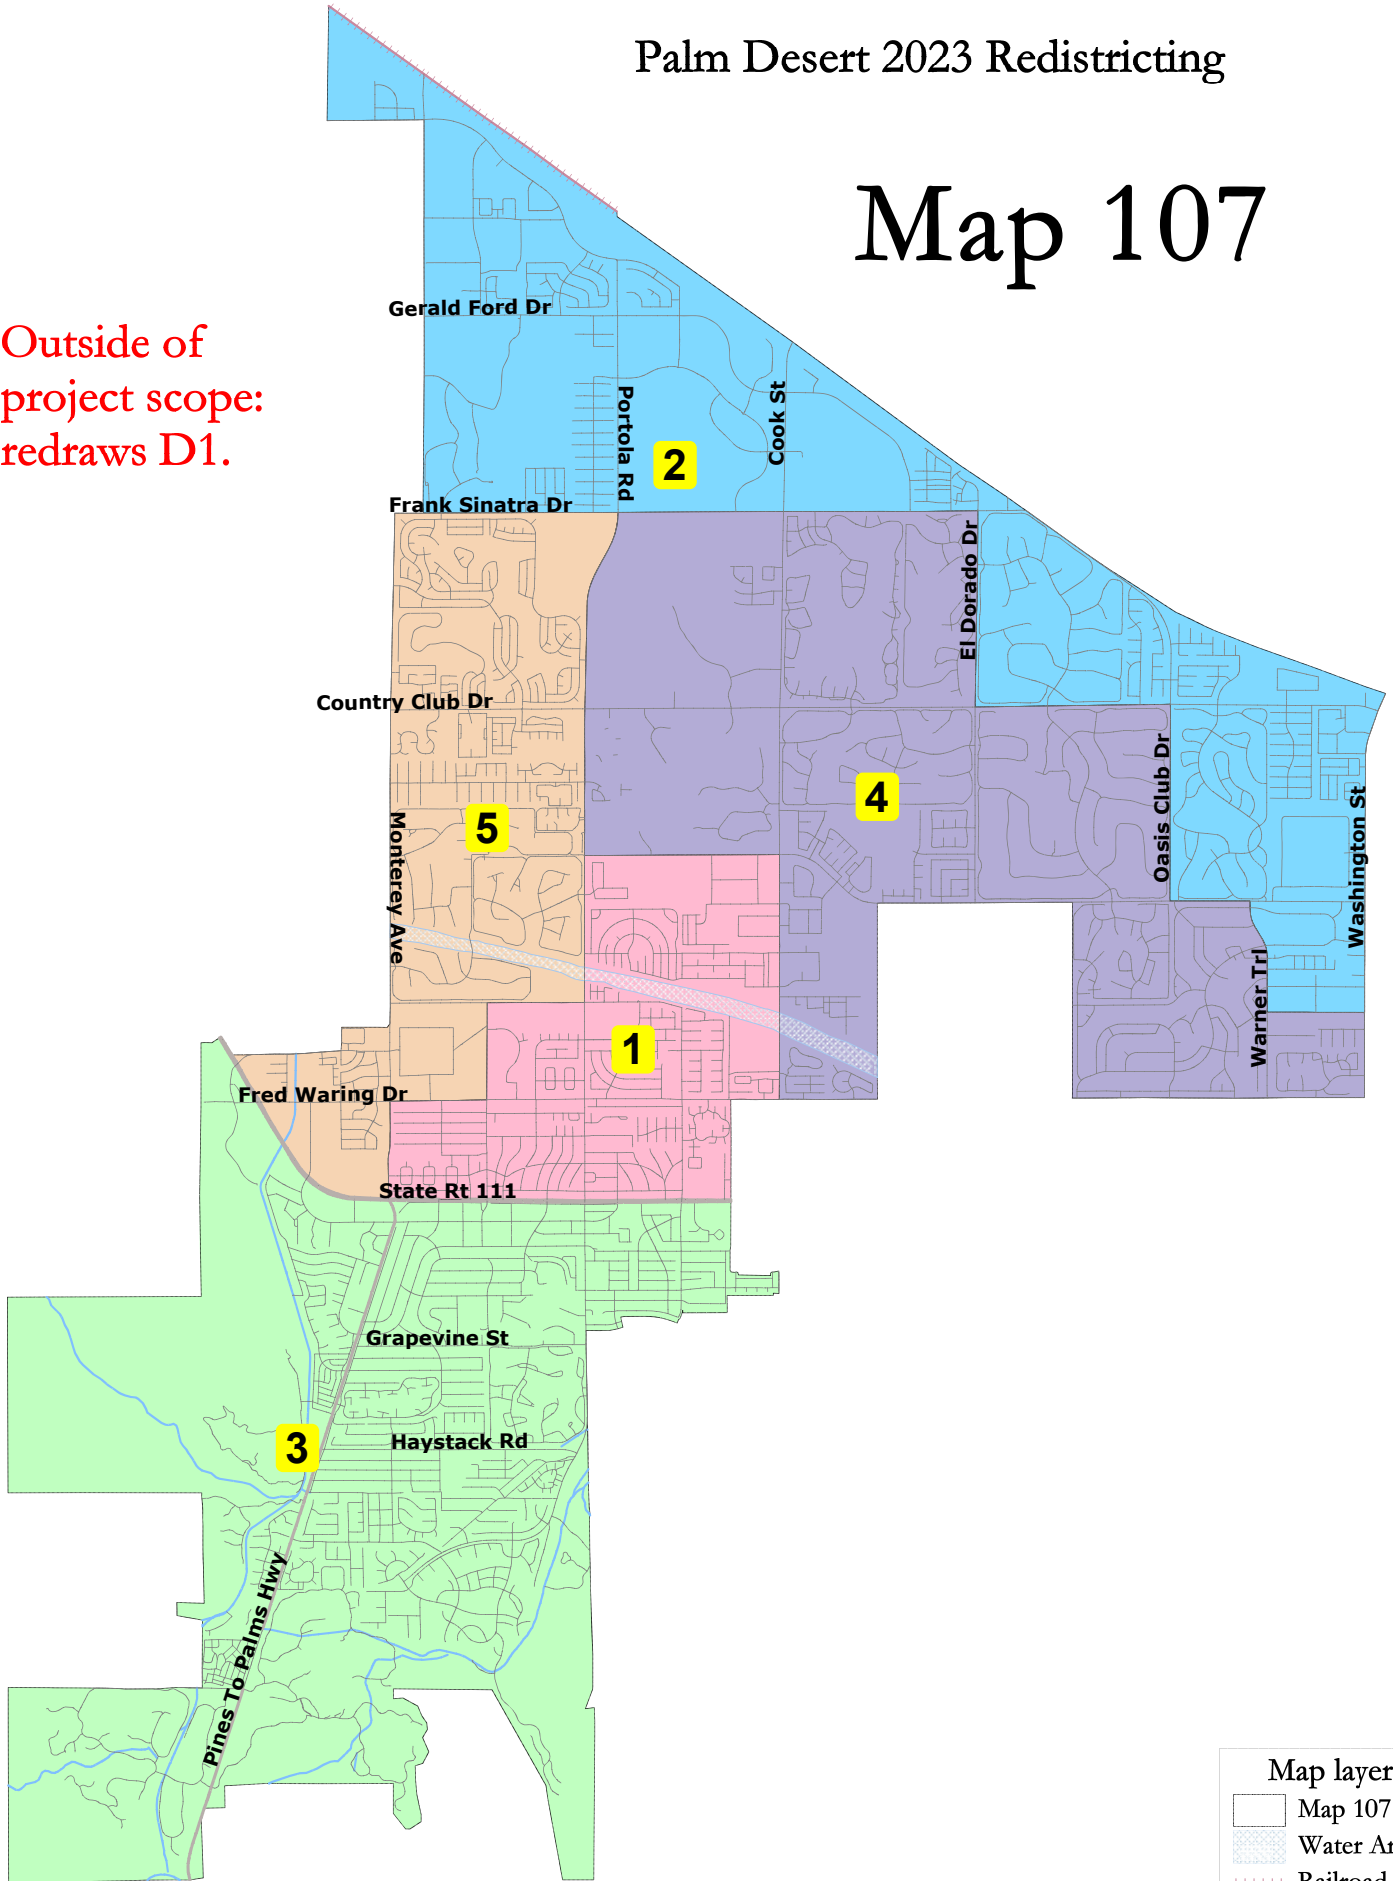 Palm Desert 2023 Redistricting
Map 107
Outside of
project scope:
redraws D1.
Gerald Ford Dr
Portola Rd
Cook St
2
Frank Sinatra Dr
El Dorado Dr
Country Club Dr
Oasis Club Dr
4
5
Monterey Ave
Washington St
Warner Trl
1
Fred Waring Dr
State Rt 111
Grapevine St
Haystack Rd
3
Pines To Palms Hwy
Map layer
Map 107
Water Ar
Railroad